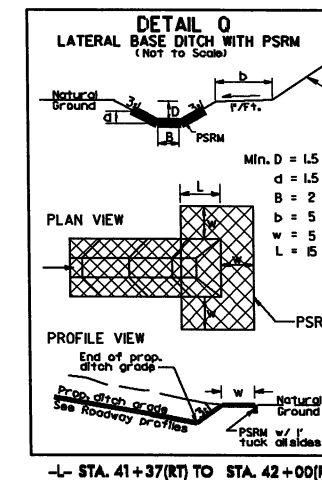 DETAIL Q
LATERAL BASE DITCH WITH PSRM
(Not to Scale)
b
Natural
Ground
3:1
D
3:1
1"/Ft.
d
B
PSRM
Min. D = 1.5
d = 1.5
B = 2
b = 5
w = 5
L = 15
L
PLAN VIEW
w
w
w
PSR
PROFILE VIEW
End of prop.
ditch grade
w
Prop. ditch grade
See Roadway profiles
3:1
Natural
Ground
PSRM w/ 1'
tuck all sides
-L- STA. 41+37(RT) TO STA. 42+00(